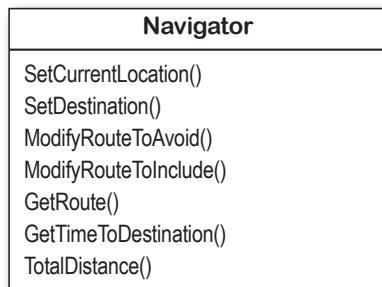 Navigator
SetCurrentLocation()
SetDestination()
ModifyRouteToAvoid()
ModifyRouteToInclude()
GetRoute()
GetTimeToDestination()
TotalDistance()